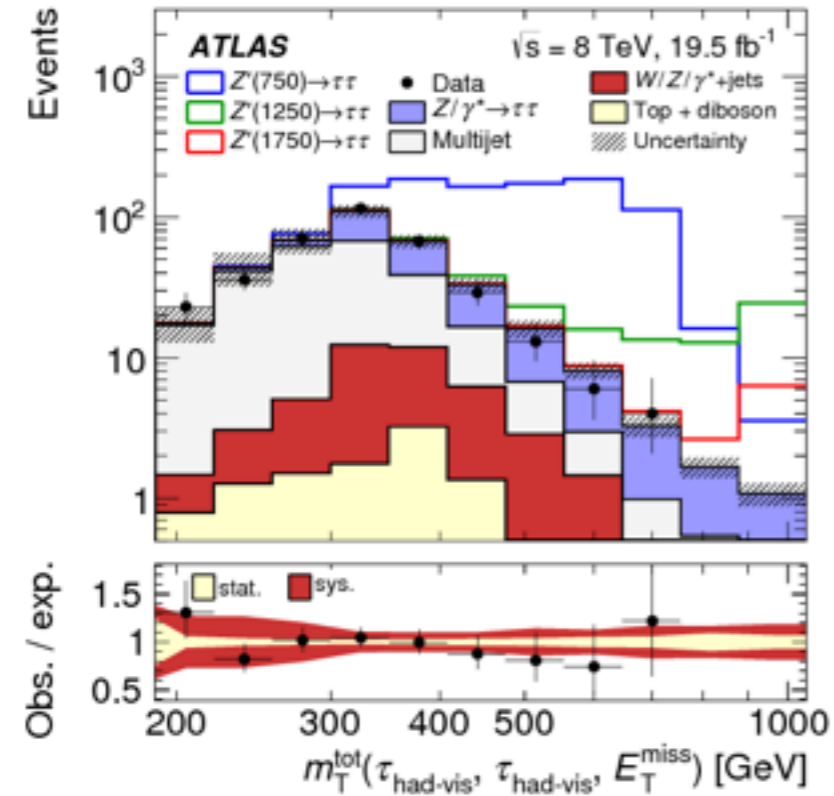 Events
10³
10²
10
1
ATLAS
√s = 8 TeV, 19.5 fb⁻¹
Z'(750)→ττ
Z'(1250)→ττ
Z'(1750)→ττ
Data
Z/γ*→ττ
Multijet
W/Z/γ*+jets
Top + diboson
Uncertainty
Obs. / exp.
1.5
1
0.5
stat.
sys.
200 300 400 500 1000
m_T^tot(τ_had-vis, τ_had-vis, E_T^miss) [GeV]